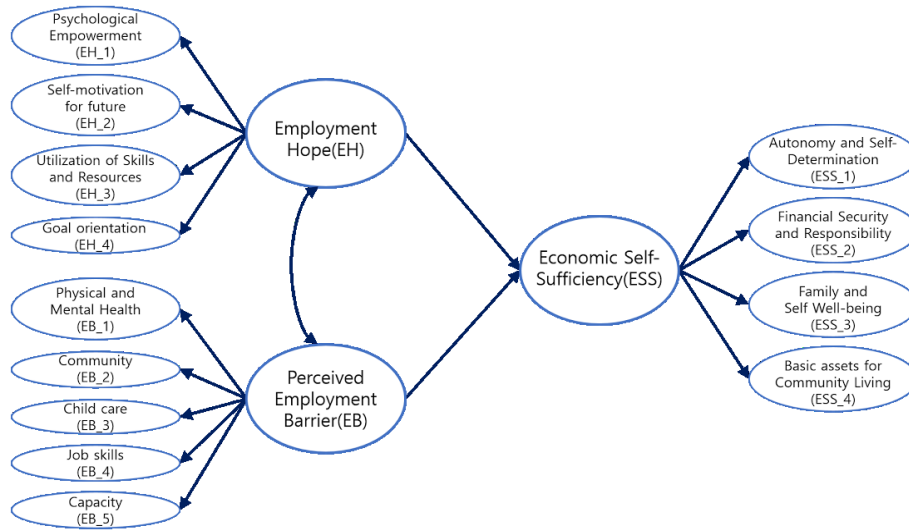 Psychological
Empowerment
(EH_1)
Self-motivation
for future
(EH_2)
Utilization of Skills
and Resources
(EH_3)
Goal orientation
(EH_4)
Physical and
Mental Health
(EB_1)
Community
(EB_2)
Child care
(EB_3)
Job skills
(EB_4)
Capacity
(EB_5)
Employment
Hope(EH)
Perceived
Employment
Barrier(EB)
Economic Self-
Sufficiency(ESS)
Autonomy and Self-
Determination
(ESS_1)
Financial Security
and Responsibility
(ESS_2)
Family and
Self Well-being
(ESS_3)
Basic assets for
Community Living
(ESS_4)